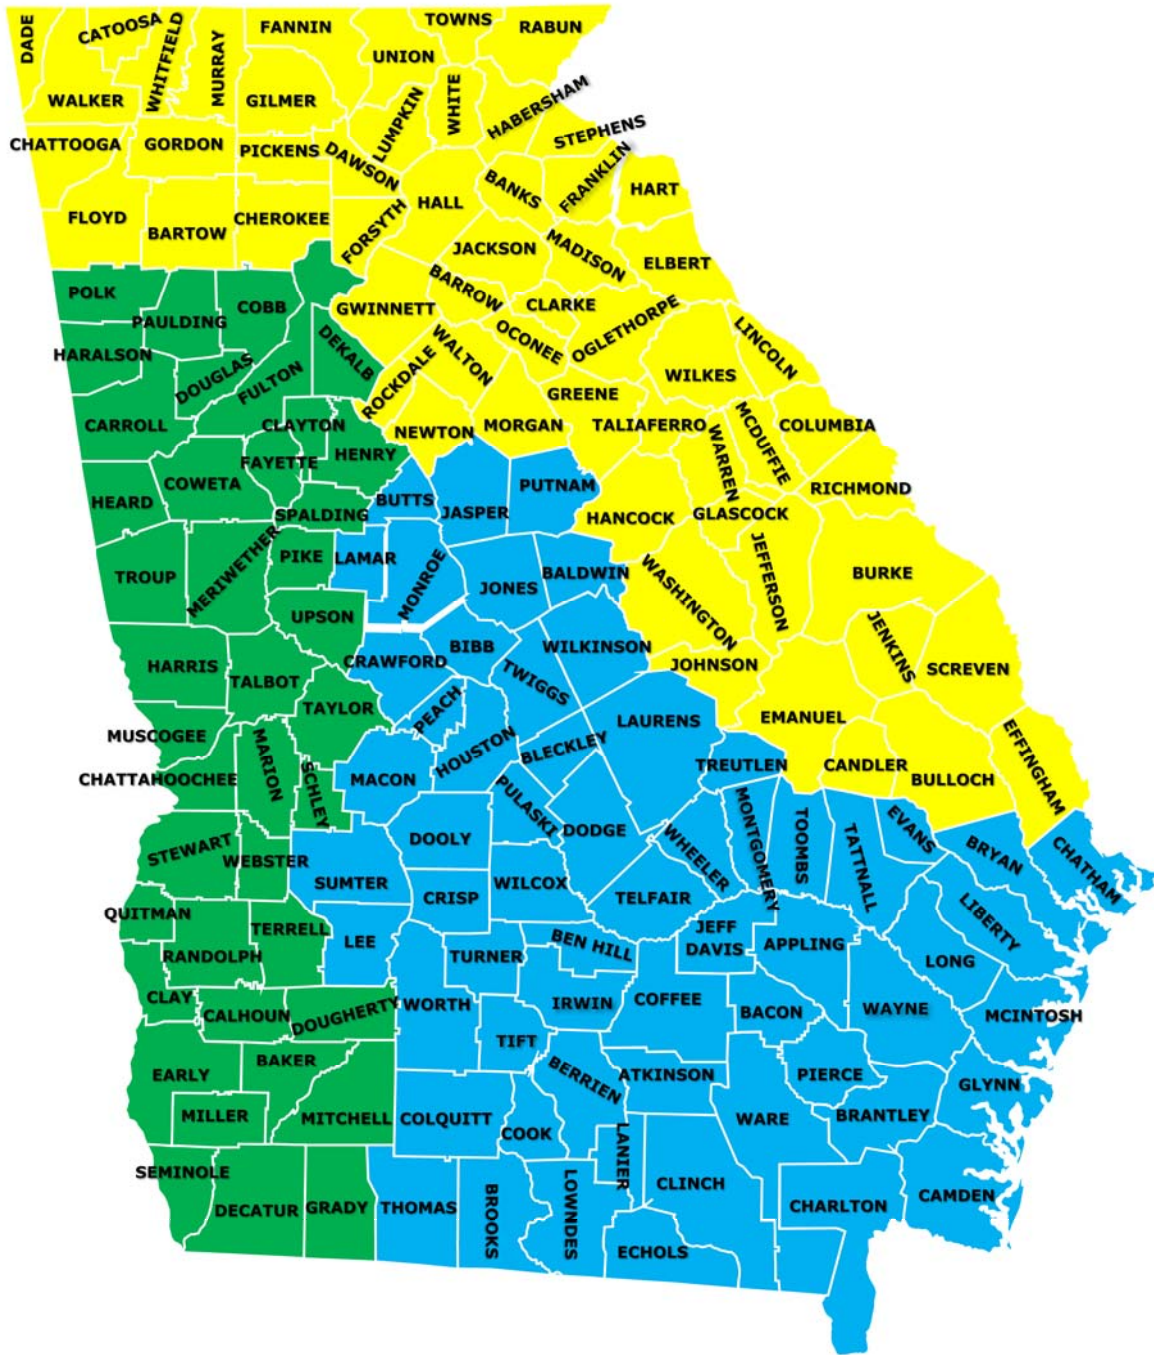 DADE
CATOOSA
WHITFIELD
MURRAY
FANNIN
UNION
TOWNS
RABUN
WALKER
GILMER
LUMPKIN
WHITE
HABERSHAM
STEPHENS
CHATTOOGA
GORDON
PICKENS
DAWSON
HALL
BANKS
FRANKLIN
HART
FLOYD
BARTOW
CHEROKEE
FORSYTH
JACKSON
MADISON
ELBERT
POLK
PAULDING
COBB
GWINNETT
BARROW
CLARKE
OCONEE
OGLETHORPE
LINCOLN
HARALSON
DOUGLAS
FULTON
DEKALB
ROCKDALE
WALTON
GREENE
WILKES
CARROLL
CLAYTON
NEWTON
MORGAN
TALIAFERRO
WARREN
MCDUFFIE
COLUMBIA
HEARD
COWETA
FAYETTE
HENRY
RICHMOND
SPALDING
BUTTS
JASPER
PUTNAM
HANCOCK
GLASCOCK
TROUP
MERIWETHER
PIKE
LAMAR
MONROE
JONES
BALDWIN
WASHINGTON
JEFFERSON
BURKE
UPSON
JENKINS
SCREVEN
HARRIS
TALBOT
CRAWFORD
BIBB
WILKINSON
TWIGGS
JOHNSON
TAYLOR
PEACH
LAURENS
EMANUEL
EFFINGHAM
MUSCOGEE
MARION
HOUSTON
BLECKLEY
TREUTLEN
CANDLER
BULLOCH
CHATTAHOOCHEE
SCHLEY
MACON
PULASKI
DODGE
MONTGOMERY
TOOMBS
TATTNALL
EVANS
BRYAN
CHATHAM
STEWART
WEBSTER
DOOLY
WHEELER
SUMTER
CRISP
WILCOX
TELFAIR
LIBERTY
QUITMAN
TERRELL
LEE
RANDOLPH
TURNER
BEN HILL
JEFF
DAVIS
APPLING
LONG
CLAY
CALHOUN
DOUGHERTY
WORTH
IRWIN
COFFEE
BACON
WAYNE
MCINTOSH
TIFT
EARLY
BAKER
BERRIEN
ATKINSON
PIERCE
GLYNN
MILLER
MITCHELL
COLQUITT
COOK
LANIER
WARE
BRANTLEY
SEMINOLE
DECATUR
GRADY
THOMAS
BROOKS
LOWNDES
CLINCH
CHARLTON
CAMDEN
ECHOLS